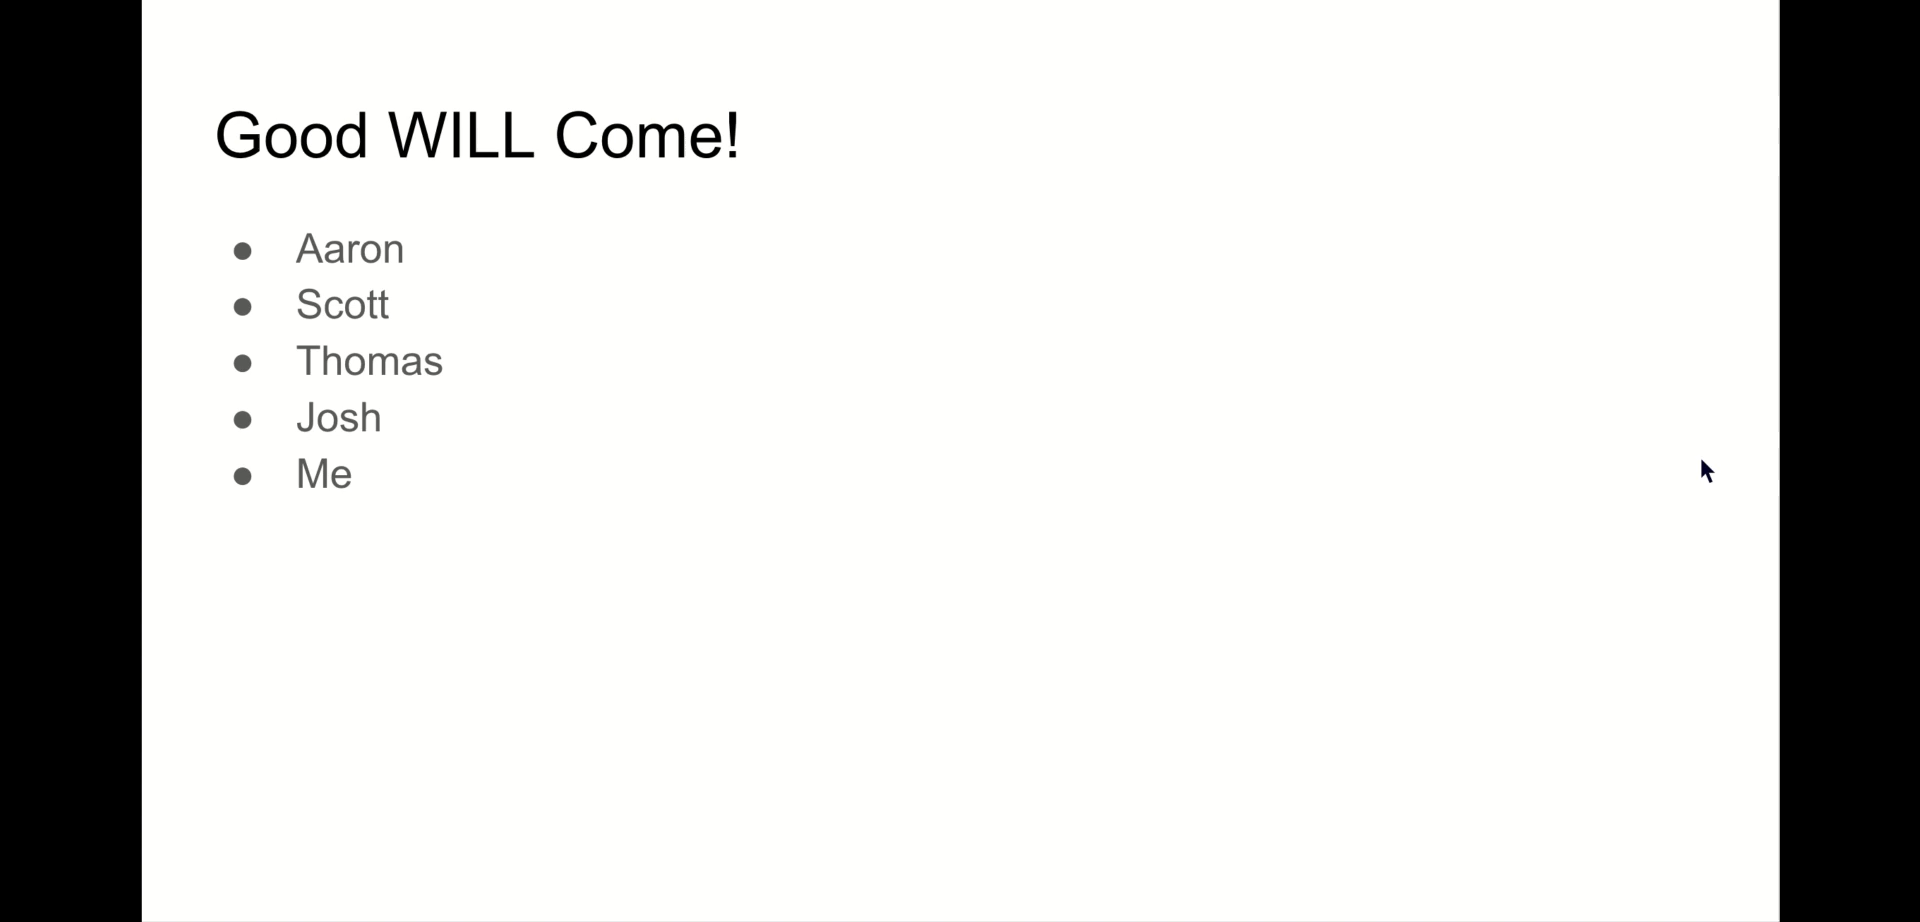 Good WILL Come!
● Aaron
● Scott
● Thomas
● Josh
● Me